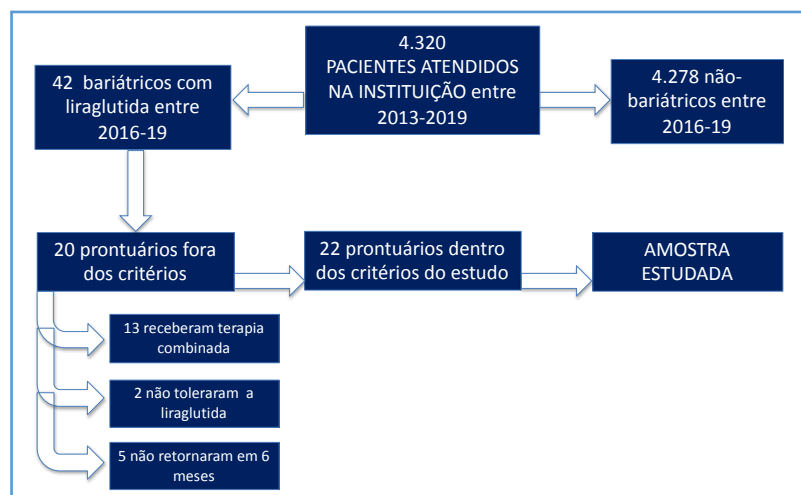 4.320
PACIENTES ATENDIDOS
NA INSTITUIÇÃO entre
2013-2019
42 bariátricos com
liraglutida entre
2016-19
4.278 não-
bariátricos entre
2016-19
20 prontuários fora
dos critérios
22 prontuários dentro
dos critérios do estudo
AMOSTRA
ESTUDADA
13 receberam terapia
combinada
2 não toleraram a
liraglutida
5 não retornaram em 6
meses